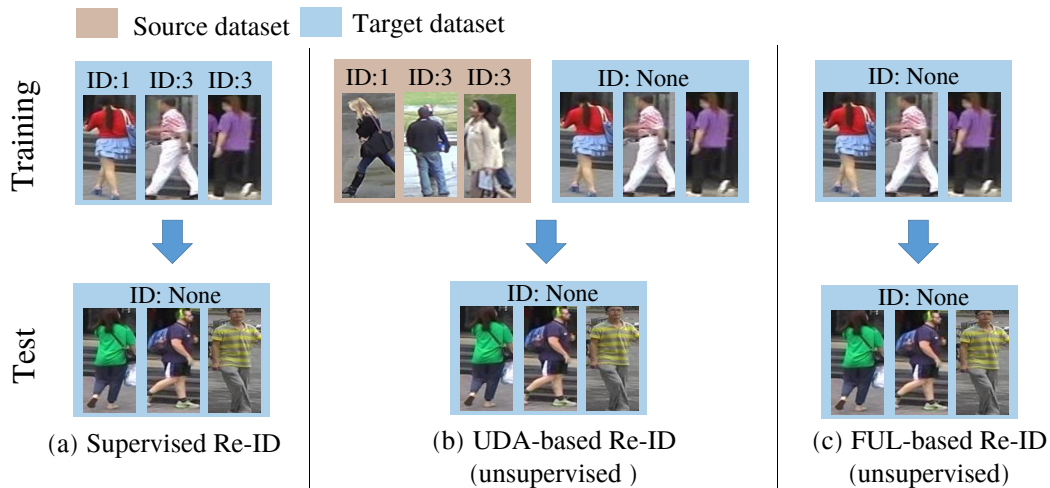 Source dataset
Target dataset
Training
ID:1 ID:3 ID:3
ID:1 ID:3 ID:3
ID: None
ID: None
Test
ID: None
ID: None
ID: None
(a) Supervised Re-ID
(b) UDA-based Re-ID
(unsupervised )
(c) FUL-based Re-ID
(unsupervised)